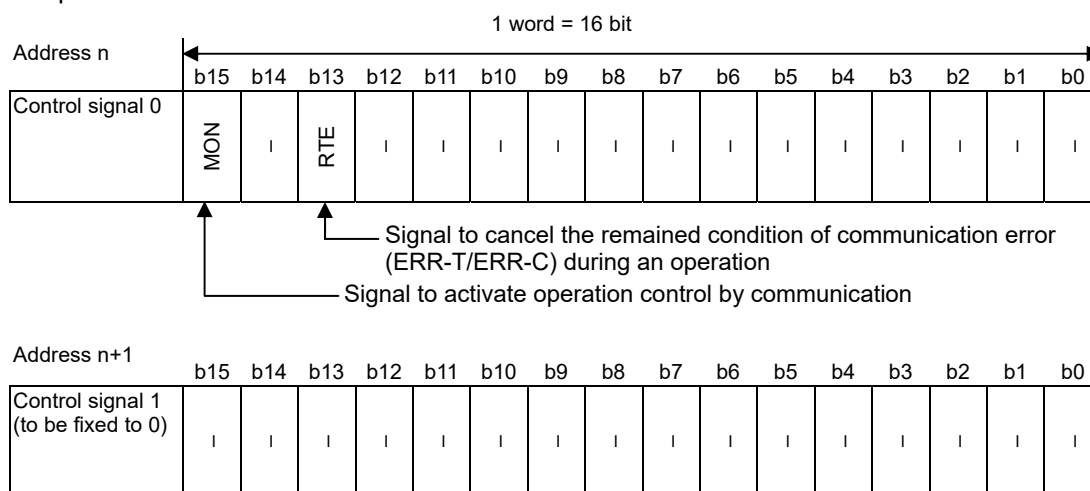 1 word = 16 bit
Address n
b15 b14 b13 b12 b11 b10 b9 b8 b7 b6 b5 b4 b3 b2 b1 b0
Control signal 0
MON
RTE
Signal to cancel the remained condition of communication error
(ERR-T/ERR-C) during an operation
Signal to activate operation control by communication
Address n+1
b15 b14 b13 b12 b11 b10 b9 b8 b7 b6 b5 b4 b3 b2 b1 b0
Control signal 1
(to be fixed to 0)